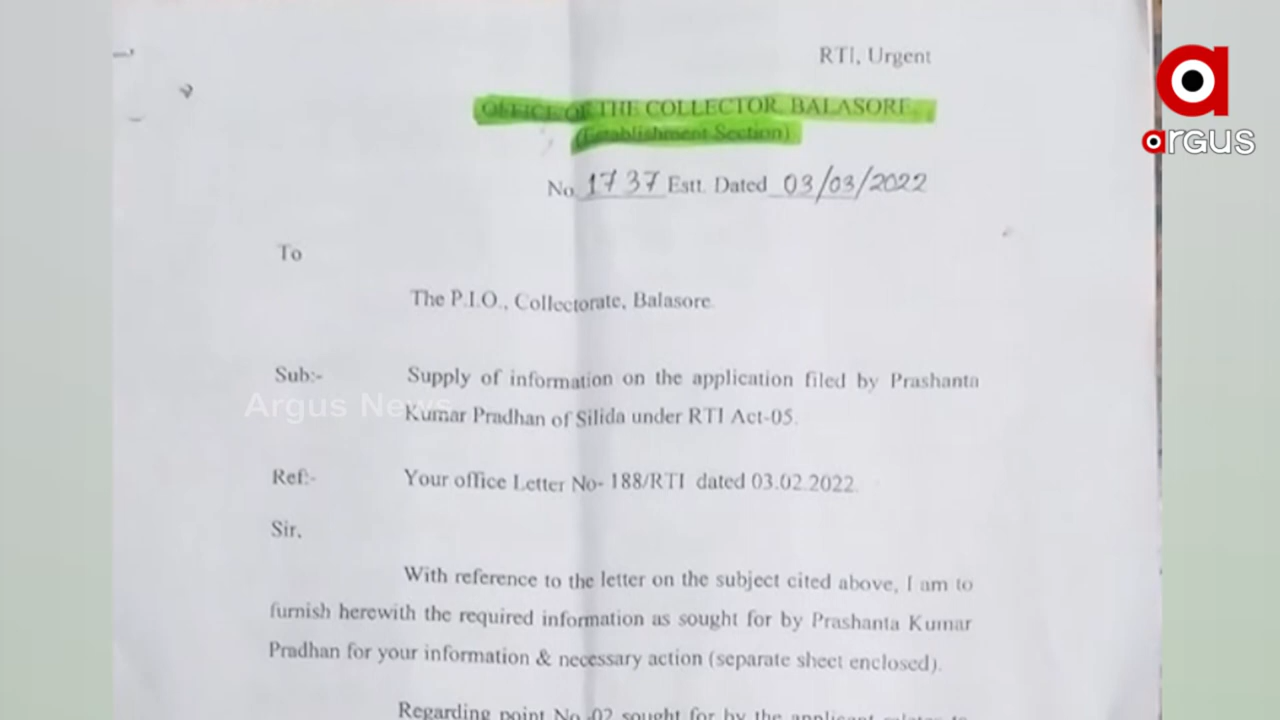 RTI, Urgent
OFFICE OF THE COLLECTOR, BALASORE.
(Establishment Section)
No. 1737 Estt. Dated 03/03/2022
To
The P.I.O., Collectorate, Balasore.
Sub:- Supply of information on the application filed by Prashanta
Kumar Pradhan of Silida under RTI Act-05.
Ref:- Your office Letter No- 188/RTI dated 03.02.2022.
Sir,
With reference to the letter on the subject cited above, I am to
furnish herewith the required information as sought for by Prashanta Kumar
Pradhan for your information & necessary action (separate sheet enclosed).
Regarding point No -02 sought for by the applicant relates to
argus
Argus News